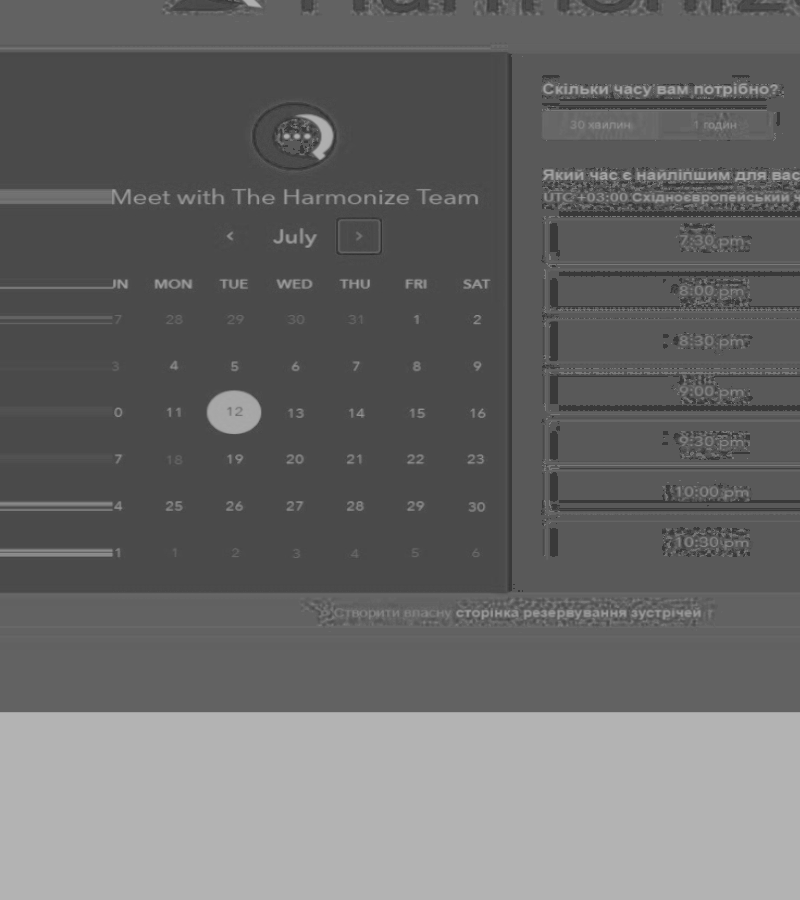 Meet with The Harmonize Team
July
UN MON TUE WED THU FRI SAT
7 28 29 30 31 1 2
3 4 5 6 7 8 9
0 11 12 13 14 15 16
7 18 19 20 21 22 23
4 25 26 27 28 29 30
1 1 2 3 4 5 6
Скільки часу вам потрібно?
30 хвилин 1 годин
Який час є найліпшим для вас
UTC +03:00 Східноєвропейський ч
7:30 pm
8:00 pm
8:30 pm
9:00 pm
9:30 pm
10:00 pm
10:30 pm
Створити власну сторінка резервування зустрічей